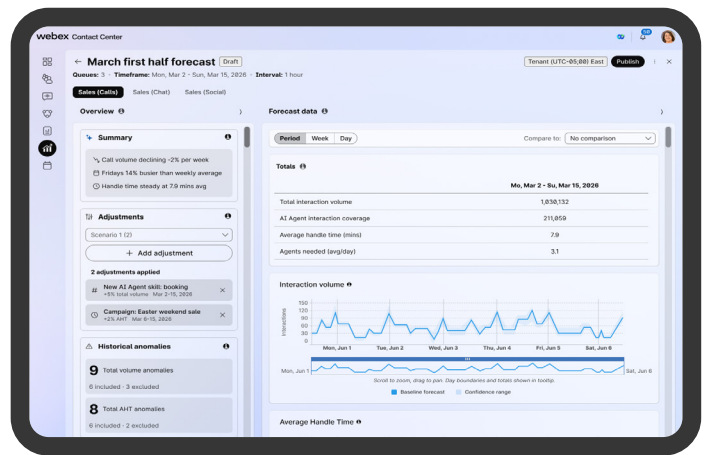 webex Contact Center
50
← March first half forecast Draft
Tenant (UTC-05:00) East
Publish
Queues: 3 · Timeframe: Mon, Mar 2 - Sun, Mar 15, 2026 · Interval: 1 hour
Sales (Calls) Sales (Chat) Sales (Social)
Overview
Forecast data
Summary
Call volume declining -2% per week
Fridays 14% busier than weekly average
Handle time steady at 7.9 mins avg
Adjustments
Scenario 1 (2)
+ Add adjustment
2 adjustments applied
# New AI Agent skill: booking
+5% total volume Mar 2-15, 2026
Campaign: Easter weekend sale
+2% AHT Mar 6-15, 2026
Historical anomalies
9 Total volume anomalies
6 included · 3 excluded
8 Total AHT anomalies
6 included · 2 excluded
Period Week Day
Compare to: No comparison
Totals
Mo, Mar 2 - Su, Mar 15, 2026
Total interaction volume 1,030,132
AI Agent interaction coverage 211,059
Average handle time (mins) 7.9
Agents needed (avg/day) 3.1
Interaction volume
Interactions
150
120
90
60
30
0
Mon, Jun 1 Tue, Jun 2 Wed, Jun 3 Thu, Jun 4 Fri, Jun 5 Sat, Jun 6
Mon, Jun 1
Sat, Jun 6
Scroll to zoom, drag to pan. Day boundaries and totals shown in tooltip.
Baseline forecast Confidence range
Average Handle Time